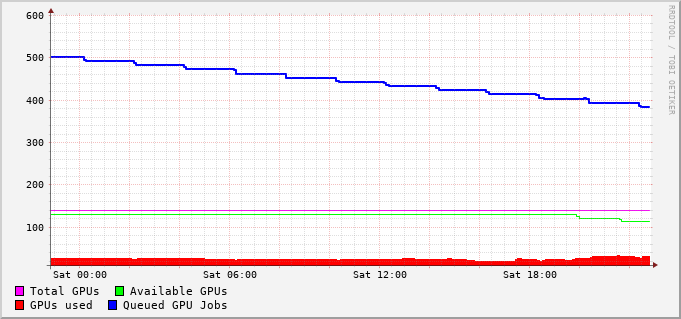 600
500
400
300
200
100
Sat 00:00 Sat 06:00 Sat 12:00 Sat 18:00
Total GPUs Available GPUs
GPUs used Queued GPU Jobs
RRDTOOL / TOBI OETIKER